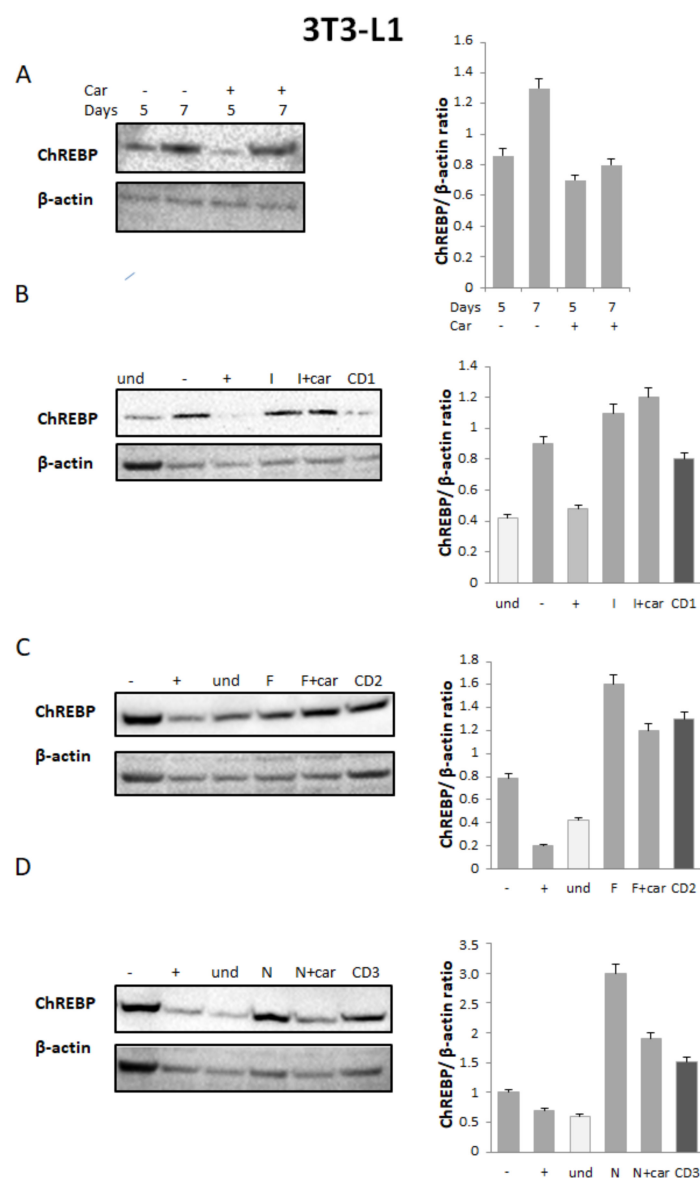 3T3-L1
A
Car - - + +
Days 5 7 5 7
ChREBP
β-actin
ChREBP/ β-actin ratio
1.6
1.4
1.2
1
0.8
0.6
0.4
0.2
0
Days 5 7 5 7
Car - - + +
B
und - + I I+car CD1
ChREBP
β-actin
ChREBP/ β-actin ratio
1.4
1.2
1
0.8
0.6
0.4
0.2
0
und - + I I+car CD1
C
- + und F F+car CD2
ChREBP
β-actin
ChREBP/ β-actin ratio
1.8
1.6
1.4
1.2
1
0.8
0.6
0.4
0.2
0
- + und F F+car CD2
D
- + und N N+car CD3
ChREBP
β-actin
ChREBP/ β-actin ratio
3.5
3.0
2.5
2
1.5
1
0.5
0
- + und N N+car CD3